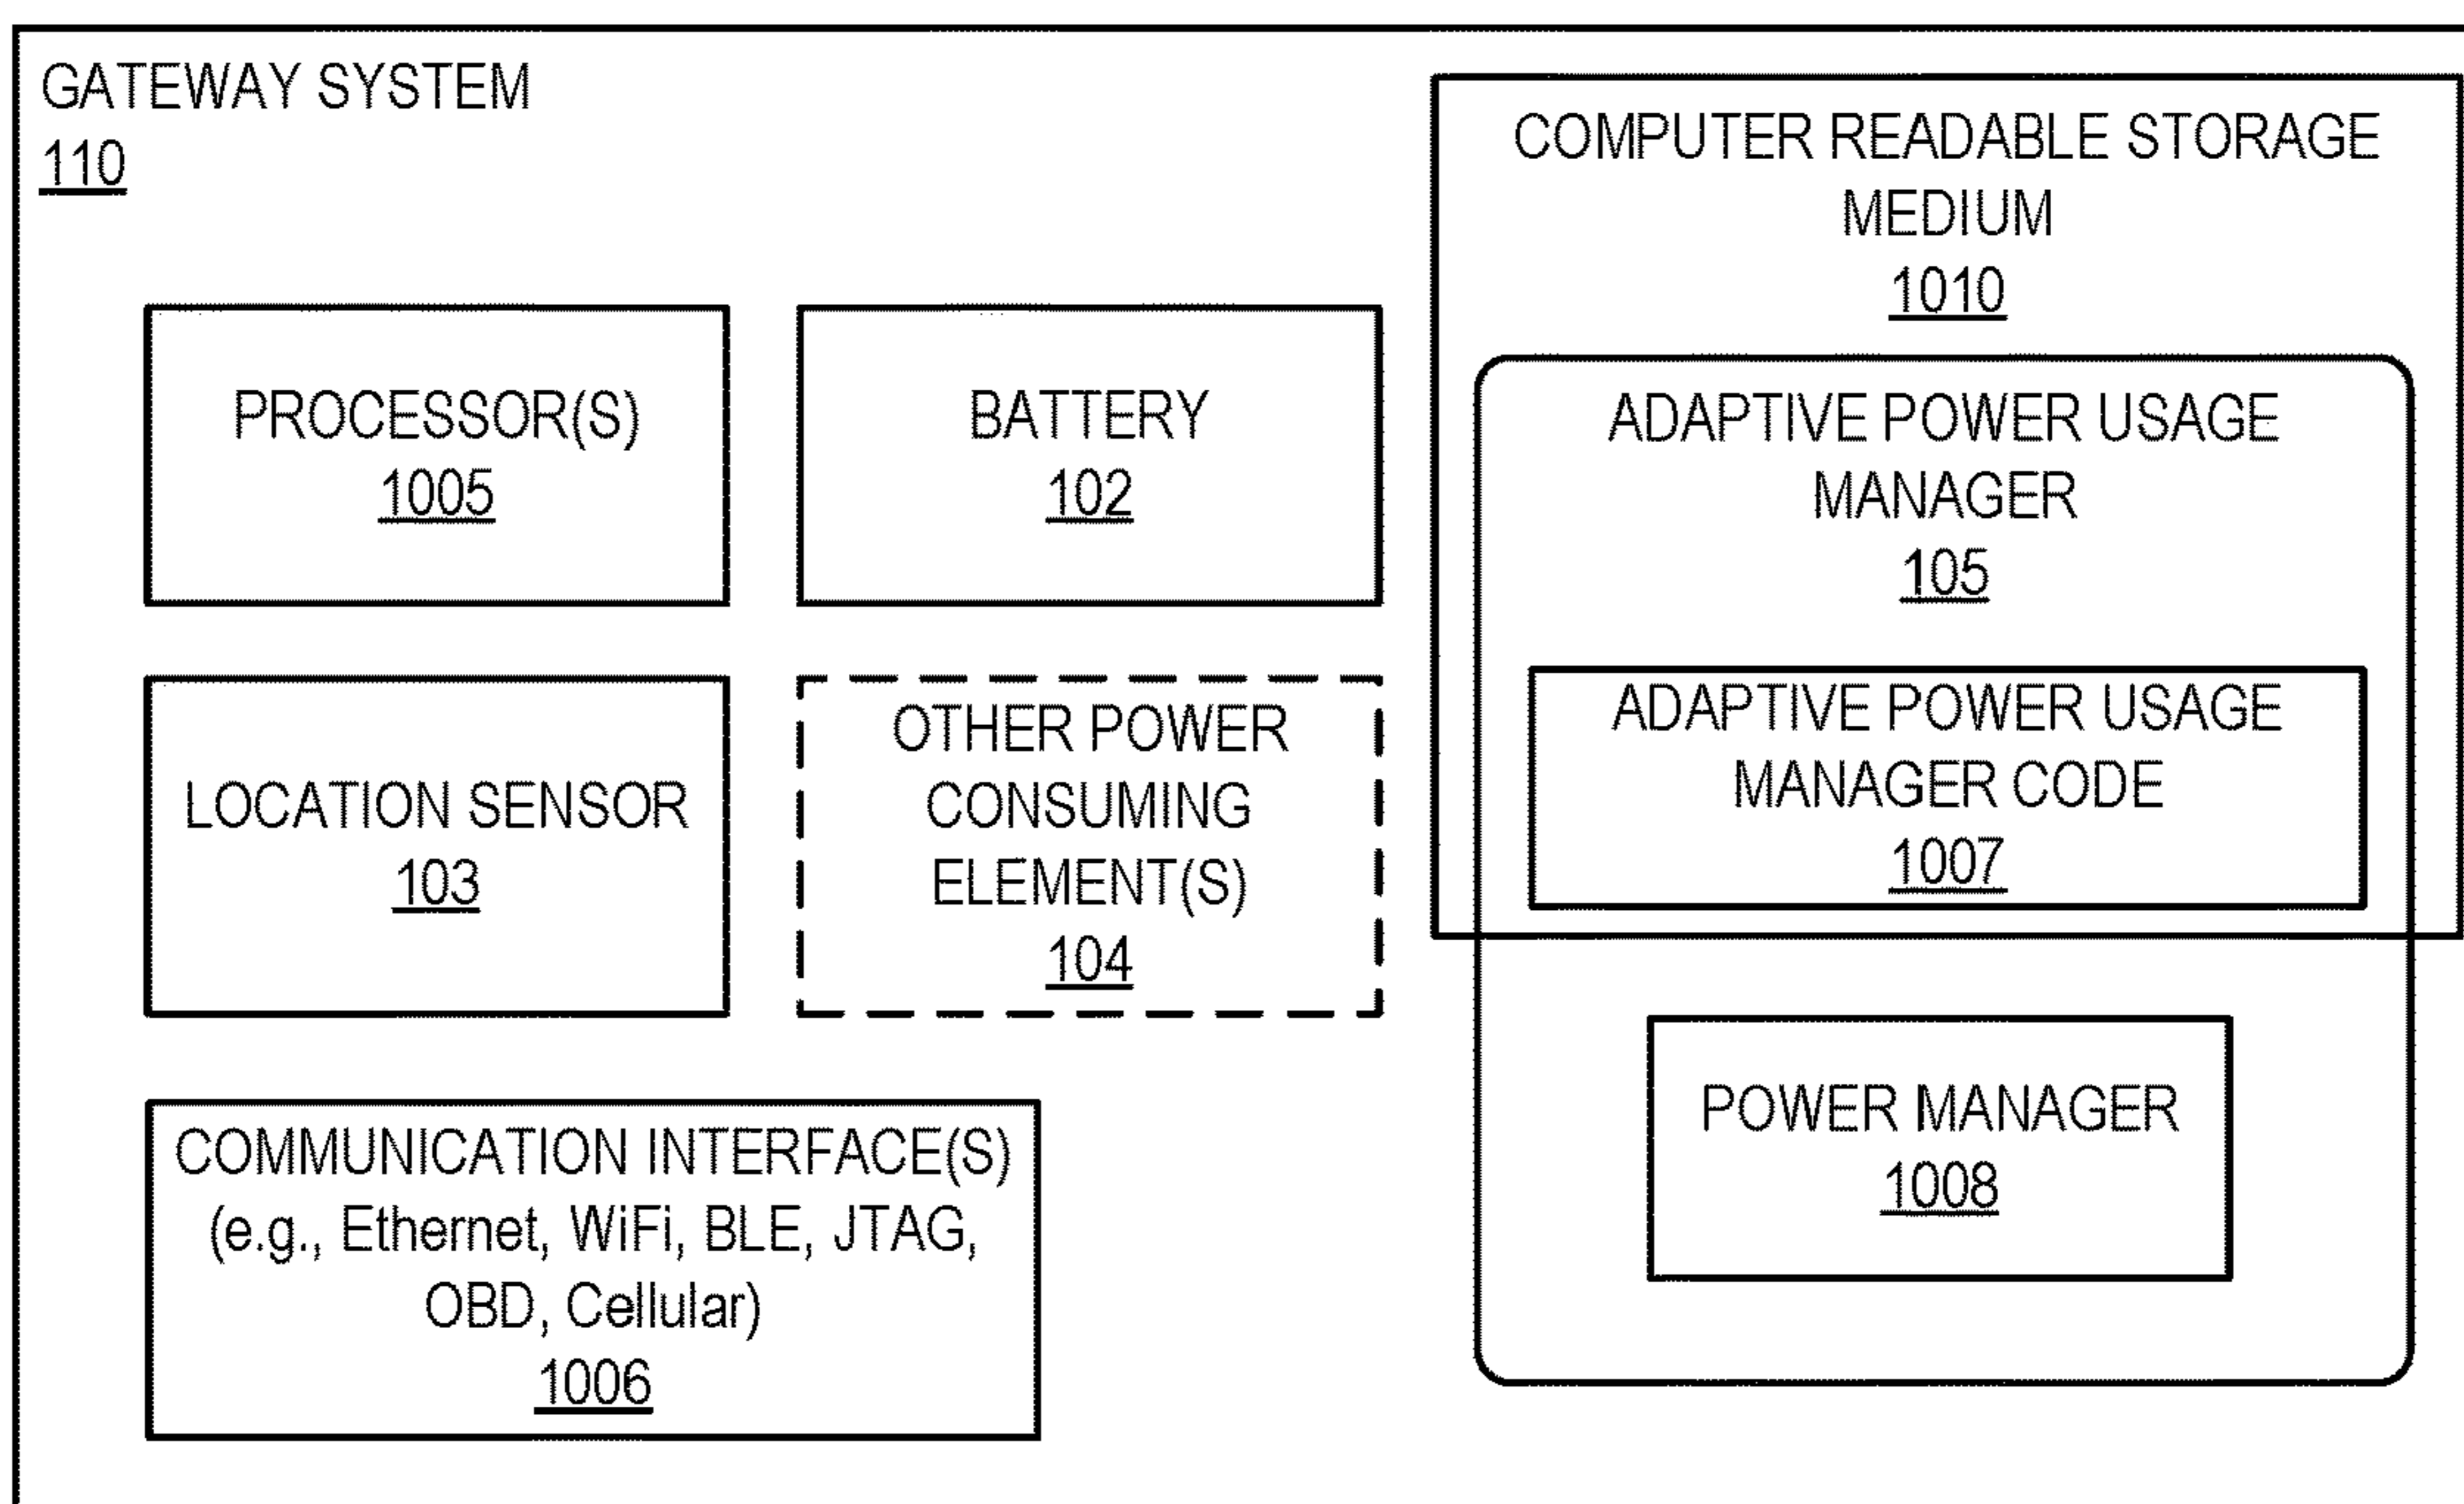 GATEWAY SYSTEM
110
PROCESSOR(S)
1005
BATTERY
102
LOCATION SENSOR
103
OTHER POWER
CONSUMING
ELEMENT(S)
104
COMMUNICATION INTERFACE(S)
(e.g., Ethernet, WiFi, BLE, JTAG,
OBD, Cellular)
1006
COMPUTER READABLE STORAGE
MEDIUM
1010
ADAPTIVE POWER USAGE
MANAGER
105
ADAPTIVE POWER USAGE
MANAGER CODE
1007
POWER MANAGER
1008